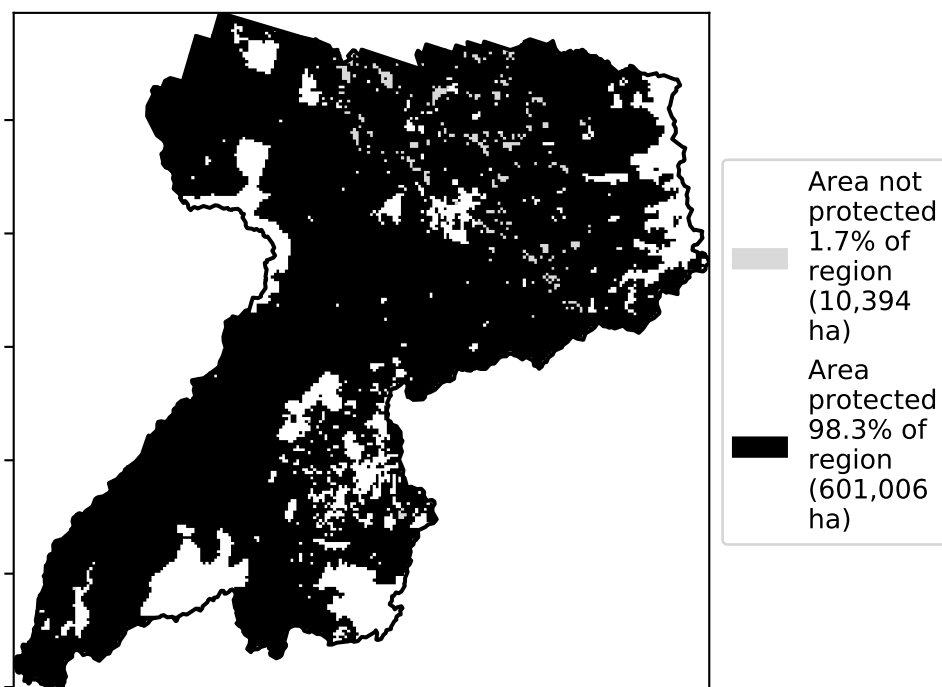 Area not
protected
1.7% of
region
(10,394
ha)
Area
protected
98.3% of
region
(601,006
ha)